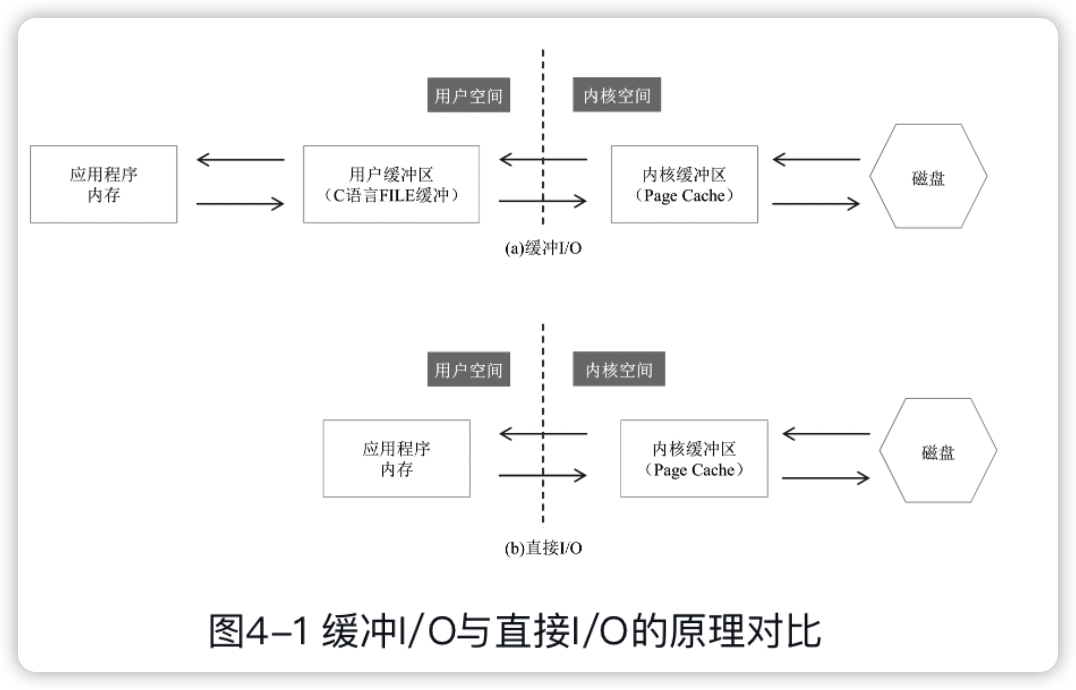 用户空间
内核空间
应用程序
内存
用户缓冲区
（C语言FILE缓冲）
内核缓冲区
（Page Cache）
磁盘
(a)缓冲I/O
用户空间
内核空间
应用程序
内存
内核缓冲区
（Page Cache）
磁盘
(b)直接I/O
图4-1 缓冲I/O与直接I/O的原理对比